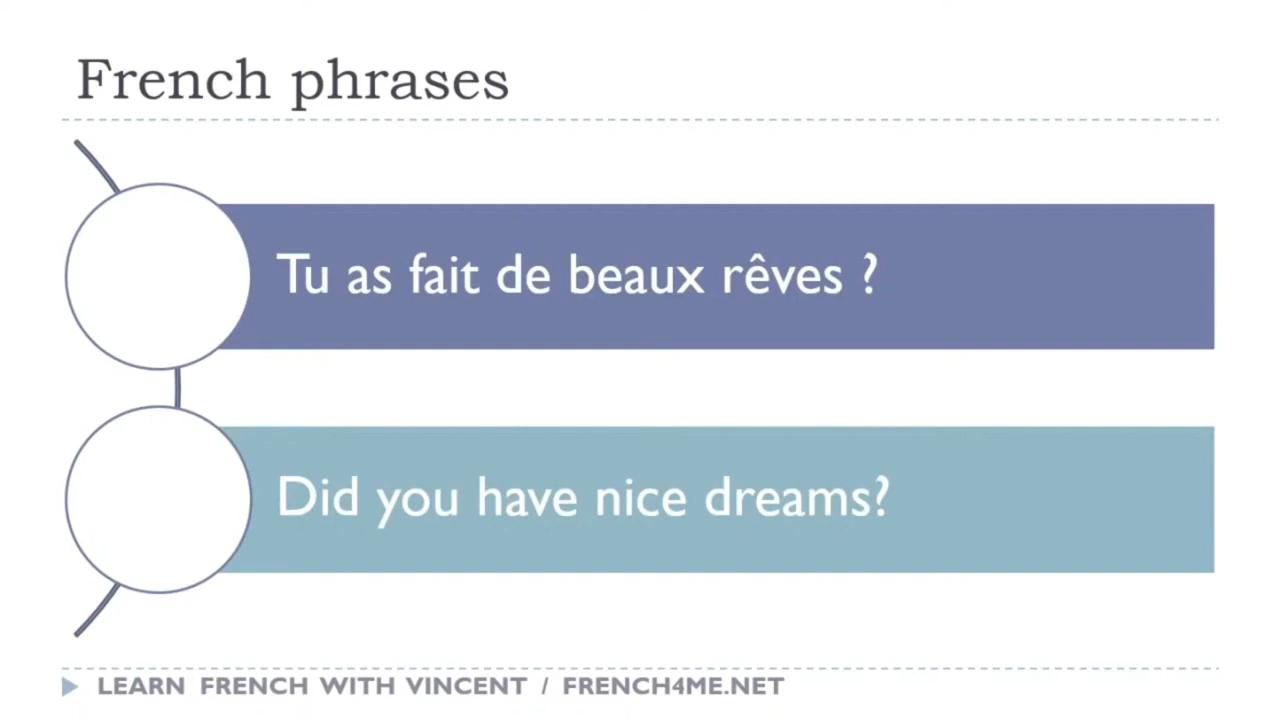 French phrases
Tu as fait de beaux rêves ?
Did you have nice dreams?
LEARN FRENCH WITH VINCENT / FRENCH4ME.NET